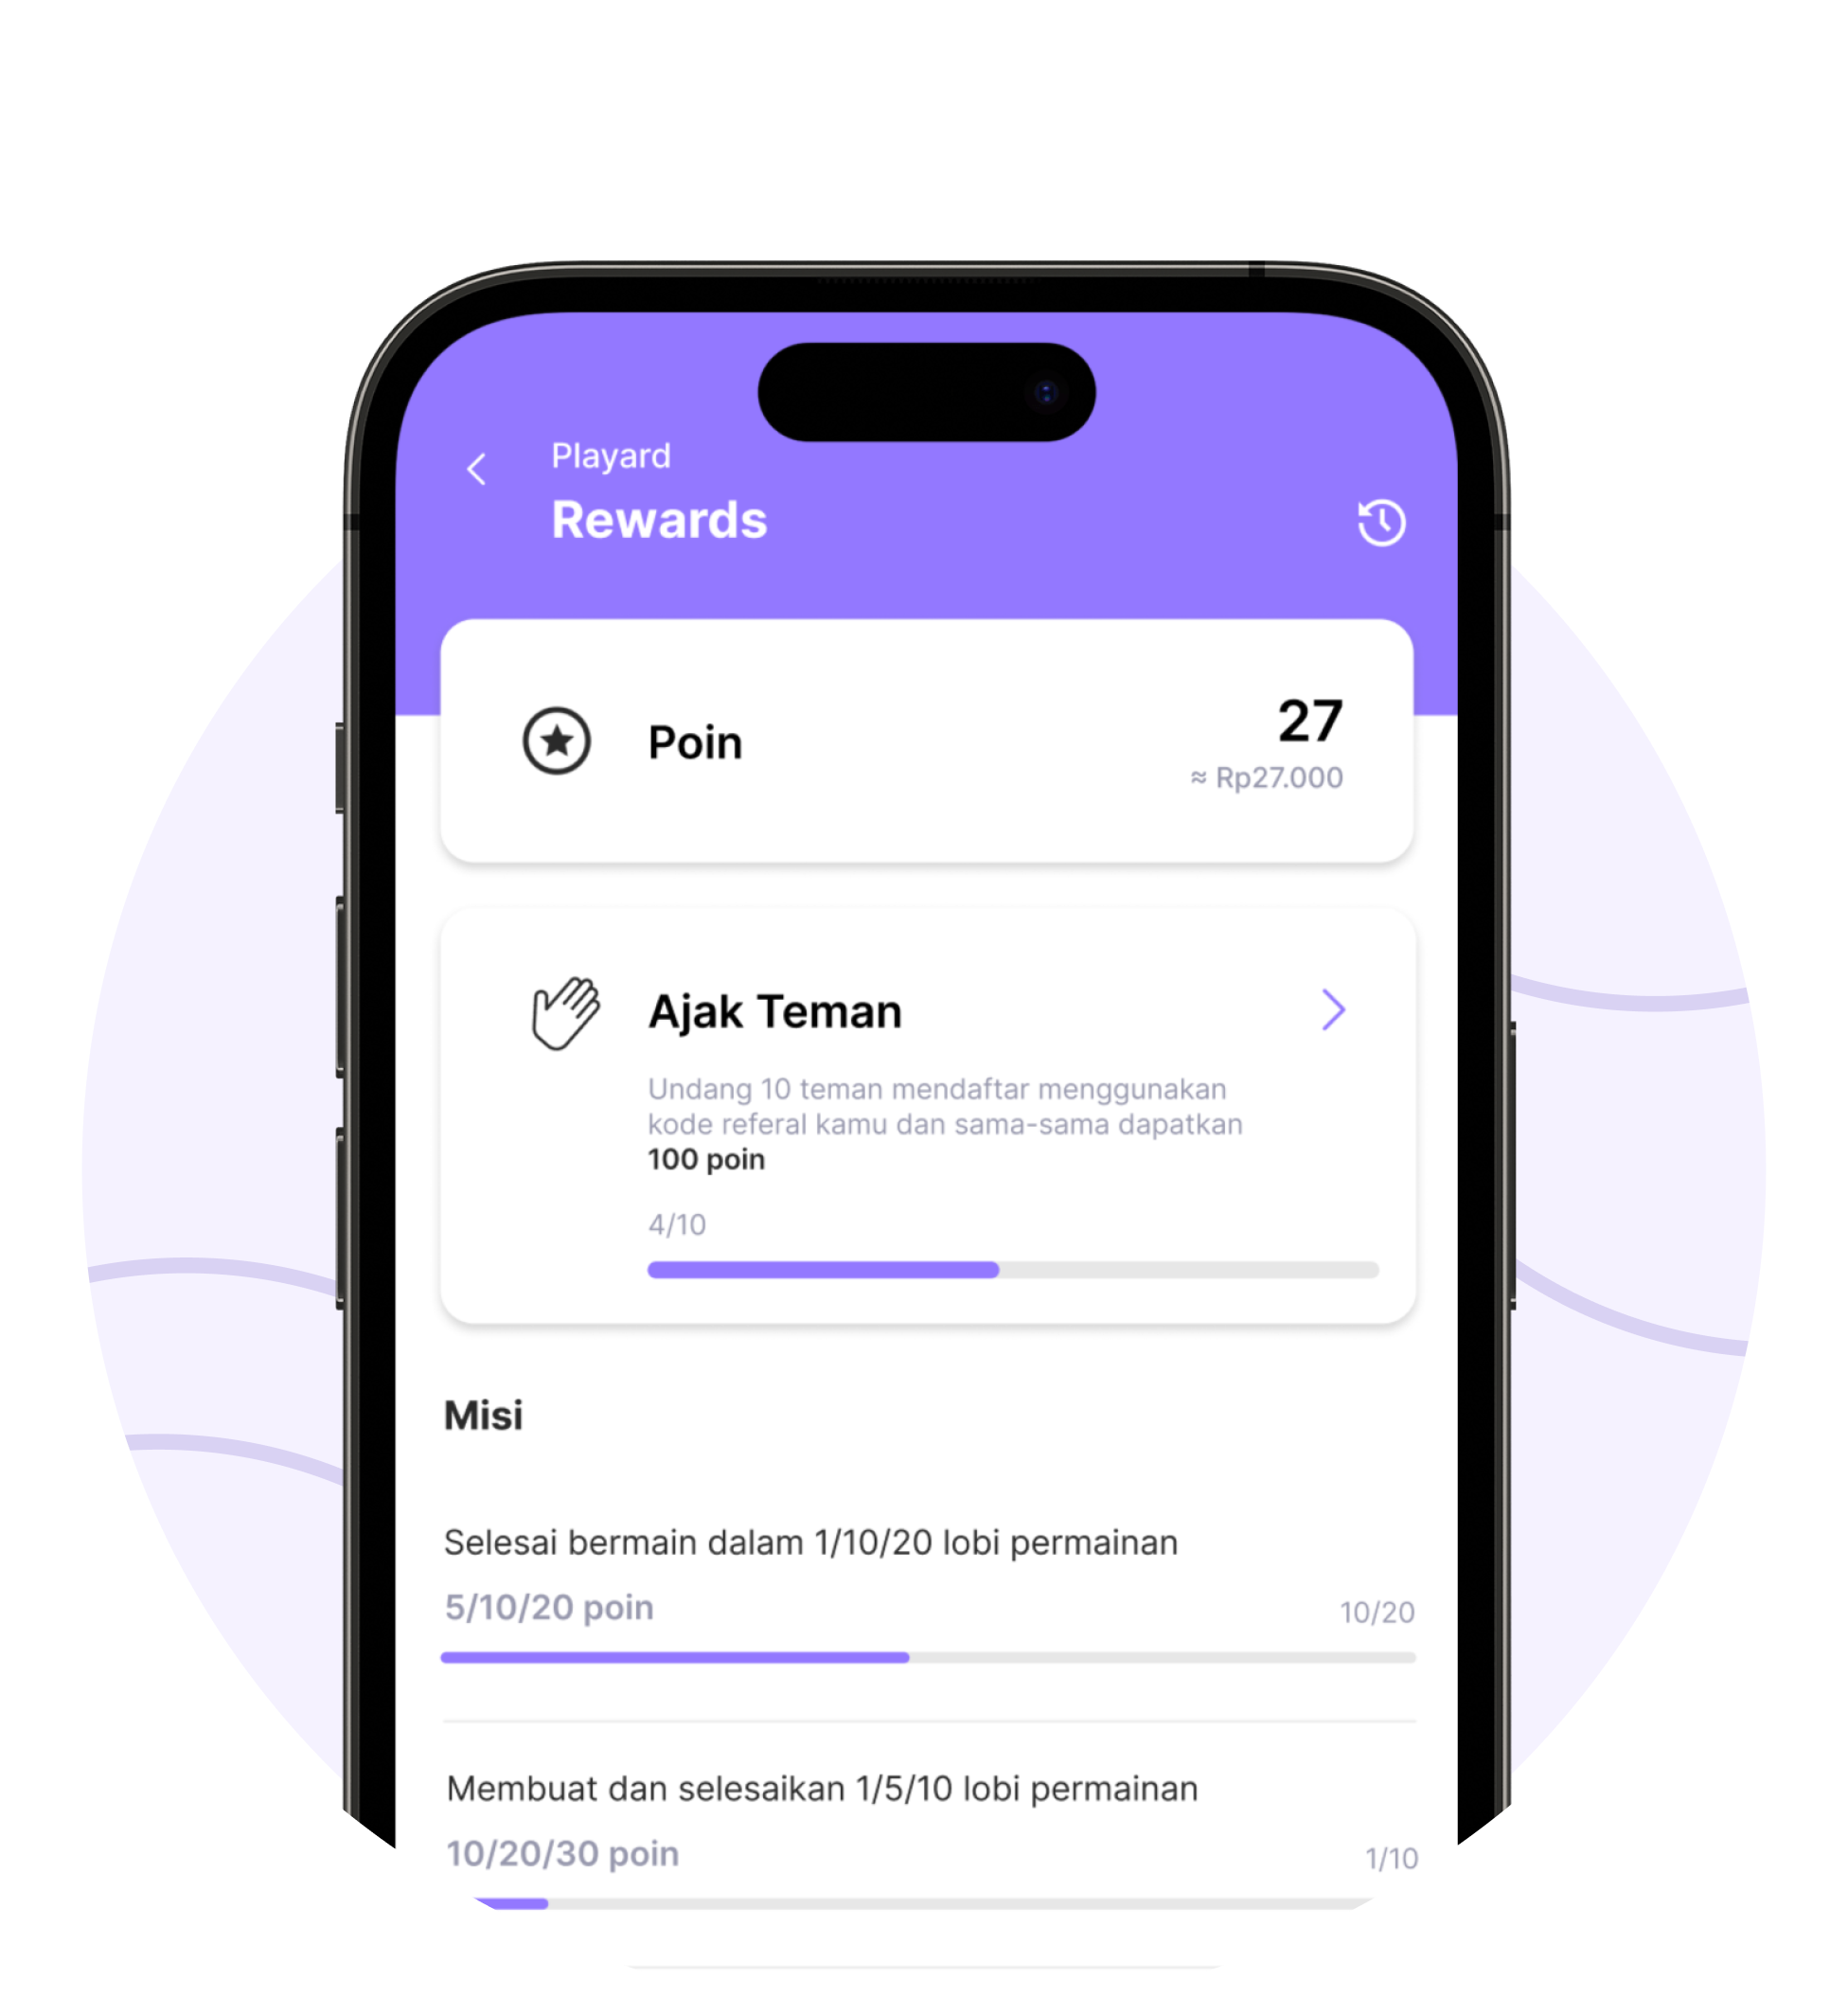 Playard
Rewards
Poin
27
≈ Rp27.000
Ajak Teman
Undang 10 teman mendaftar menggunakan
kode referal kamu dan sama-sama dapatkan
100 poin
4/10
Misi
Selesai bermain dalam 1/10/20 lobi permainan
5/10/20 poin
10/20
Membuat dan selesaikan 1/5/10 lobi permainan
10/20/30 poin
1/10